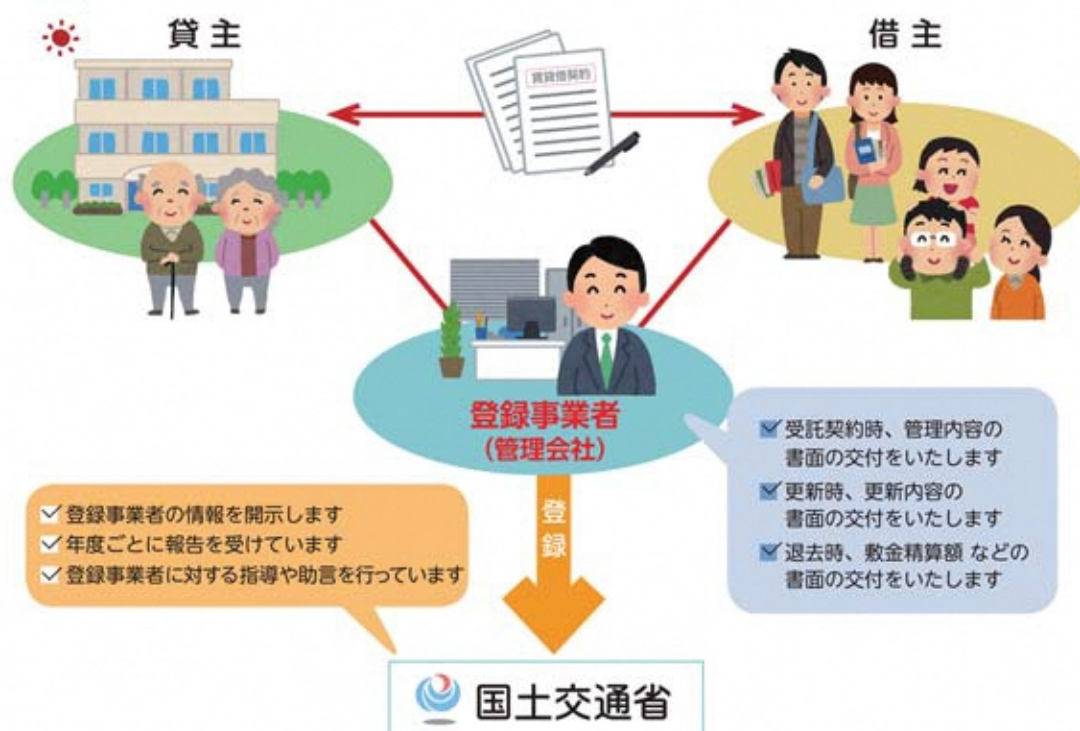 貸主
借主
賃貸借契約
登録事業者
（管理会社）
受託契約時、管理内容の
書面の交付をいたします
更新時、更新内容の
書面の交付をいたします
退去時、敷金精算額 などの
書面の交付をいたします
登録
登録事業者の情報を開示します
年度ごとに報告を受けています
登録事業者に対する指導や助言を行っています
国土交通省